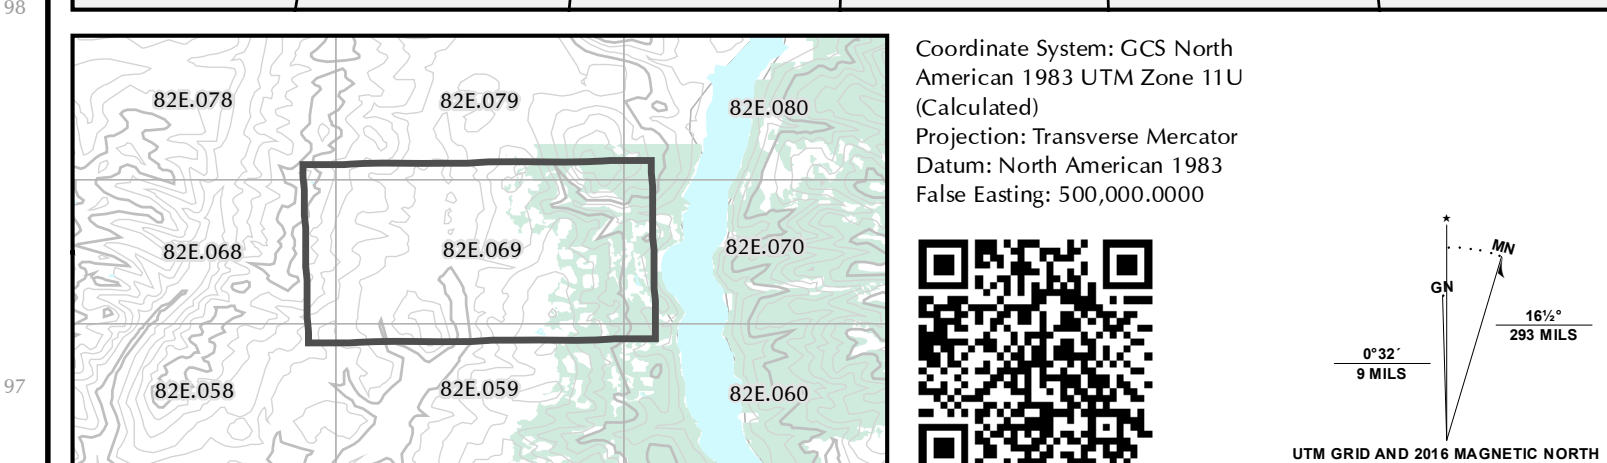 98
82E.078
82E.079
82E.080
82E.068
82E.069
82E.070
97
82E.058
82E.059
82E.060
Coordinate System: GCS North
American 1983 UTM Zone 11U
(Calculated)
Projection: Transverse Mercator
Datum: North American 1983
False Easting: 500,000.0000
MN
GN
16½°
293 MILS
0°32´
9 MILS
UTM GRID AND 2016 MAGNETIC NORTH